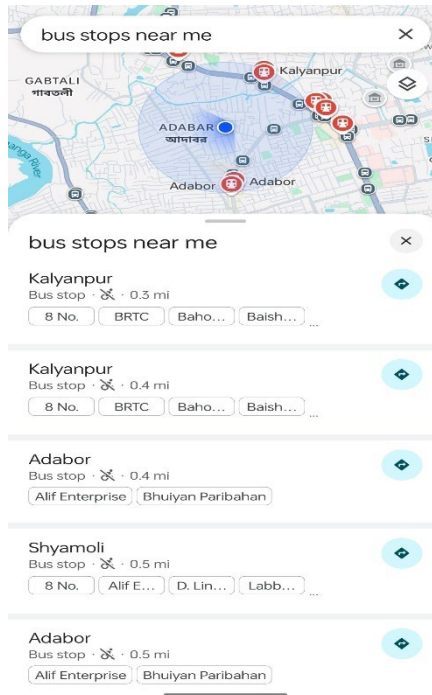 bus stops near me
Kalyanpur
GABTALI
গাবতলী
ADABAR
আদাবর
Adabor
Adabor
bus stops near me
Kalyanpur
Bus stop · 0.3 mi
8 No. BRTC Baho... Baish... ...
Kalyanpur
Bus stop · 0.4 mi
8 No. BRTC Baho... Baish... ...
Adabor
Bus stop · 0.4 mi
Alif Enterprise Bhuiyan Paribahan
Shyamoli
Bus stop · 0.5 mi
8 No. Alif E... D. Lin... Labb... ...
Adabor
Bus stop · 0.5 mi
Alif Enterprise Bhuiyan Paribahan